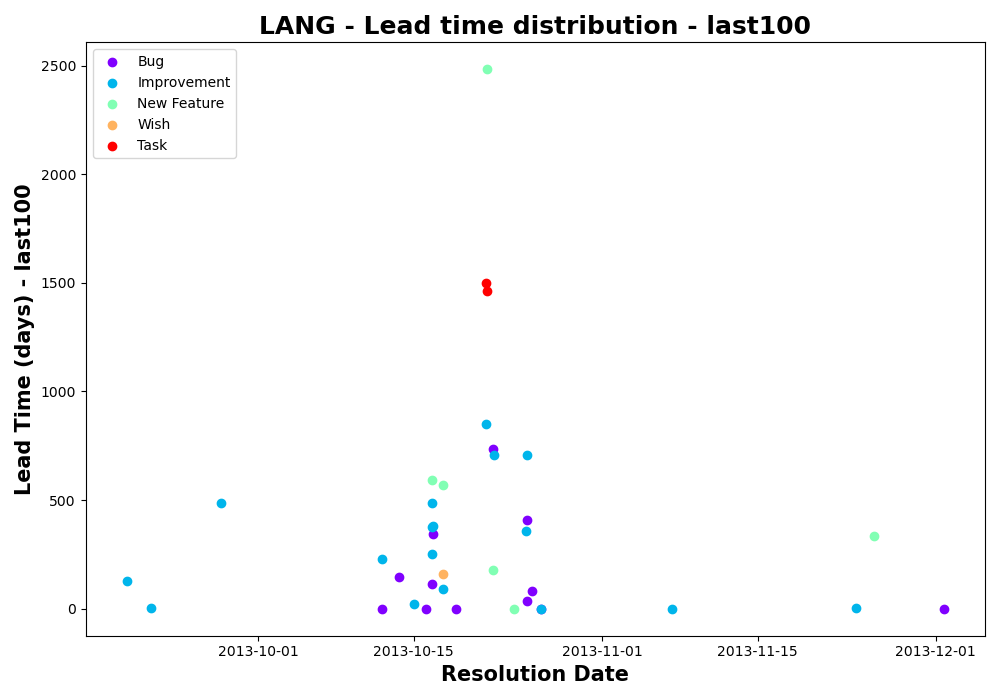 LANG - Lead time distribution - last100
Bug
Improvement
New Feature
Wish
Task
Lead Time (days) - last100
2500
2000
1500
1000
500
0
2013-10-01
2013-10-15
2013-11-01
2013-11-15
2013-12-01
Resolution Date